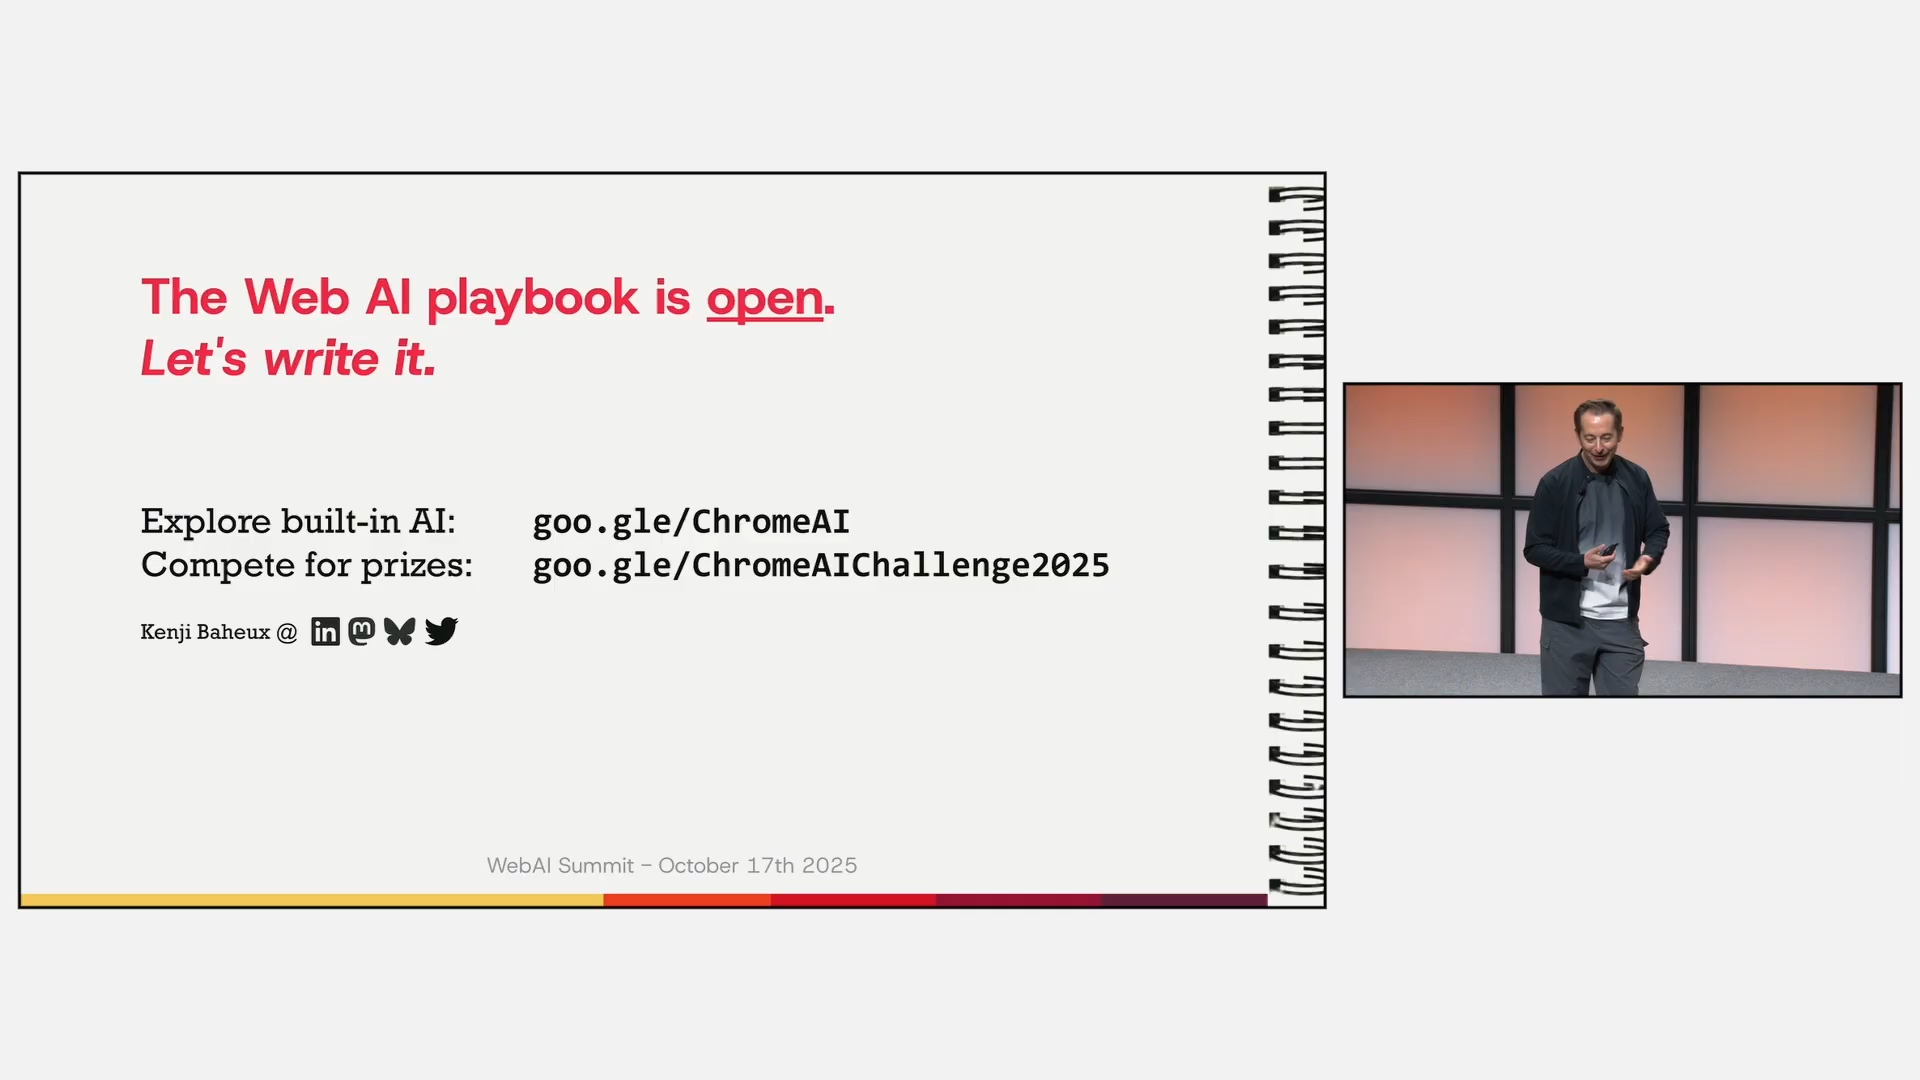 The Web AI playbook is open.
Let's write it.
Explore built-in AI: goo.gle/ChromeAI
Compete for prizes: goo.gle/ChromeAIChallenge2025
Kenji Baheux @ in m
WebAI Summit – October 17th 2025